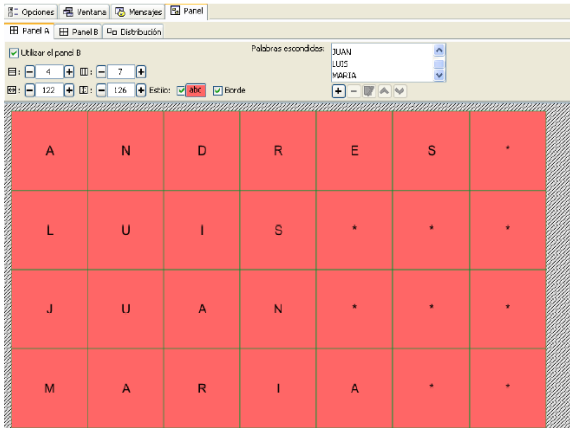 Opciones Ventana Mensajes Panel
Panel A Panel B Distribución
Utilizar el panel B Palabras escondidas: JUAN
LUIS
4 7 MARIA
122 126 Estilo: abc Borde
A N D R E S *
L U I S * * *
J U A N * * *
M A R I A * *